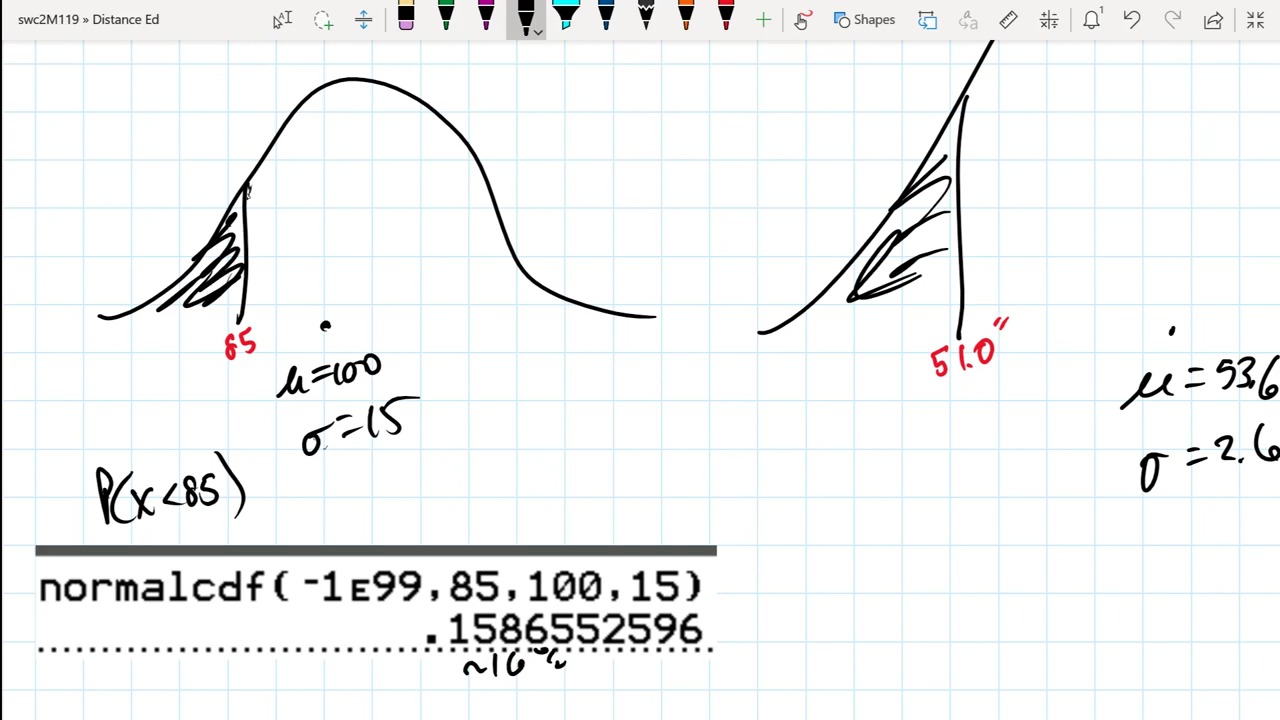 swc2M119 » Distance Ed
Shapes
85
μ=100
σ=15
P(x<85)
normalcdf(-1E99,85,100,15)
.1586552596
~16%
51.0"
μ=53.6
σ=2.6